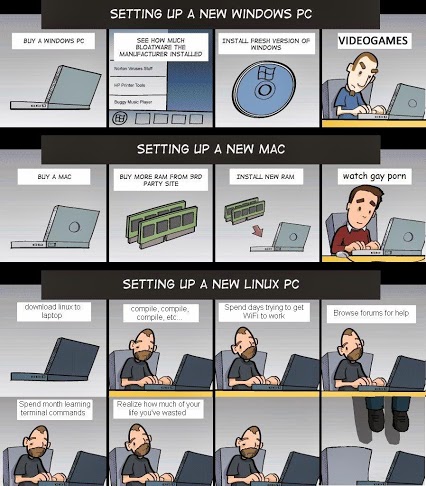 SETTING UP A NEW WINDOWS PC
BUY A WINDOWS PC
SEE HOW MUCH
BLOATWARE THE
MANUFACTURER INSTALLED
Norton Viruses Stuff
HP Printer Tools
Buggy Music Player
INSTALL FRESH VERSION OF
WINDOWS
VIDEOGAMES
SETTING UP A NEW MAC
BUY A MAC
BUY MORE RAM FROM 3RD
PARTY SITE
INSTALL NEW RAM
watch gay porn
SETTING UP A NEW LINUX PC
download linux to
laptop
compile, compile,
compile, etc...
Spend days trying to get
WiFi to work
Browse forums for help
Spend month learning
terminal commands
Realize how much of your
life you've wasted